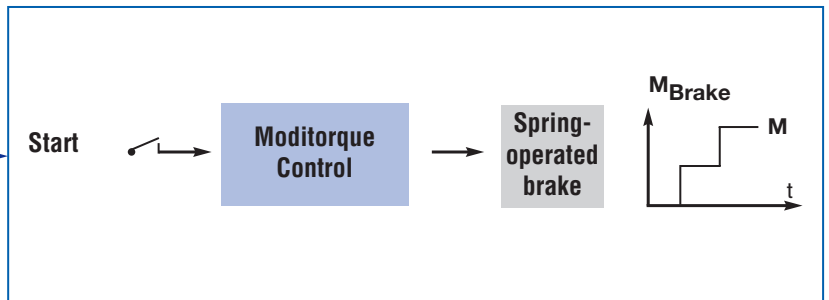 Start
Moditorque
Control
Spring-
operated
brake
MBrake
M
t